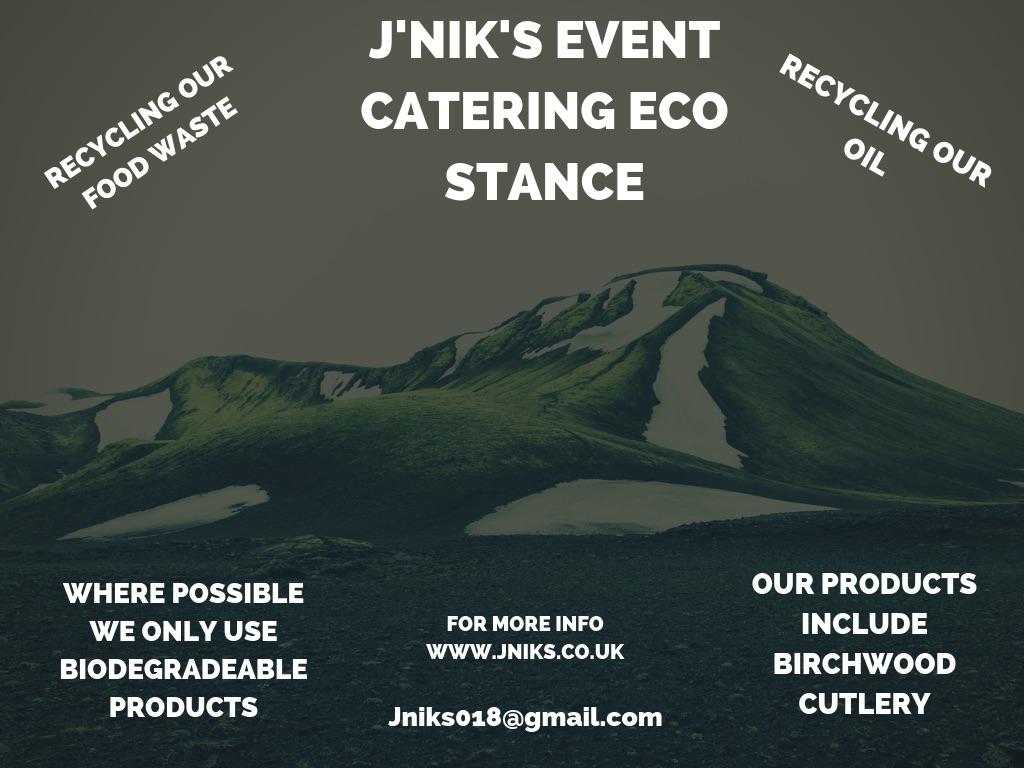 J'NIK'S EVENT
CATERING ECO
STANCE
RECYCLING OUR
FOOD WASTE
RECYCLING OUR
OIL
WHERE POSSIBLE
WE ONLY USE
BIODEGRADEABLE
PRODUCTS
FOR MORE INFO
WWW.JNIKS.CO.UK
Jniks018@gmail.com
OUR PRODUCTS
INCLUDE
BIRCHWOOD
CUTLERY